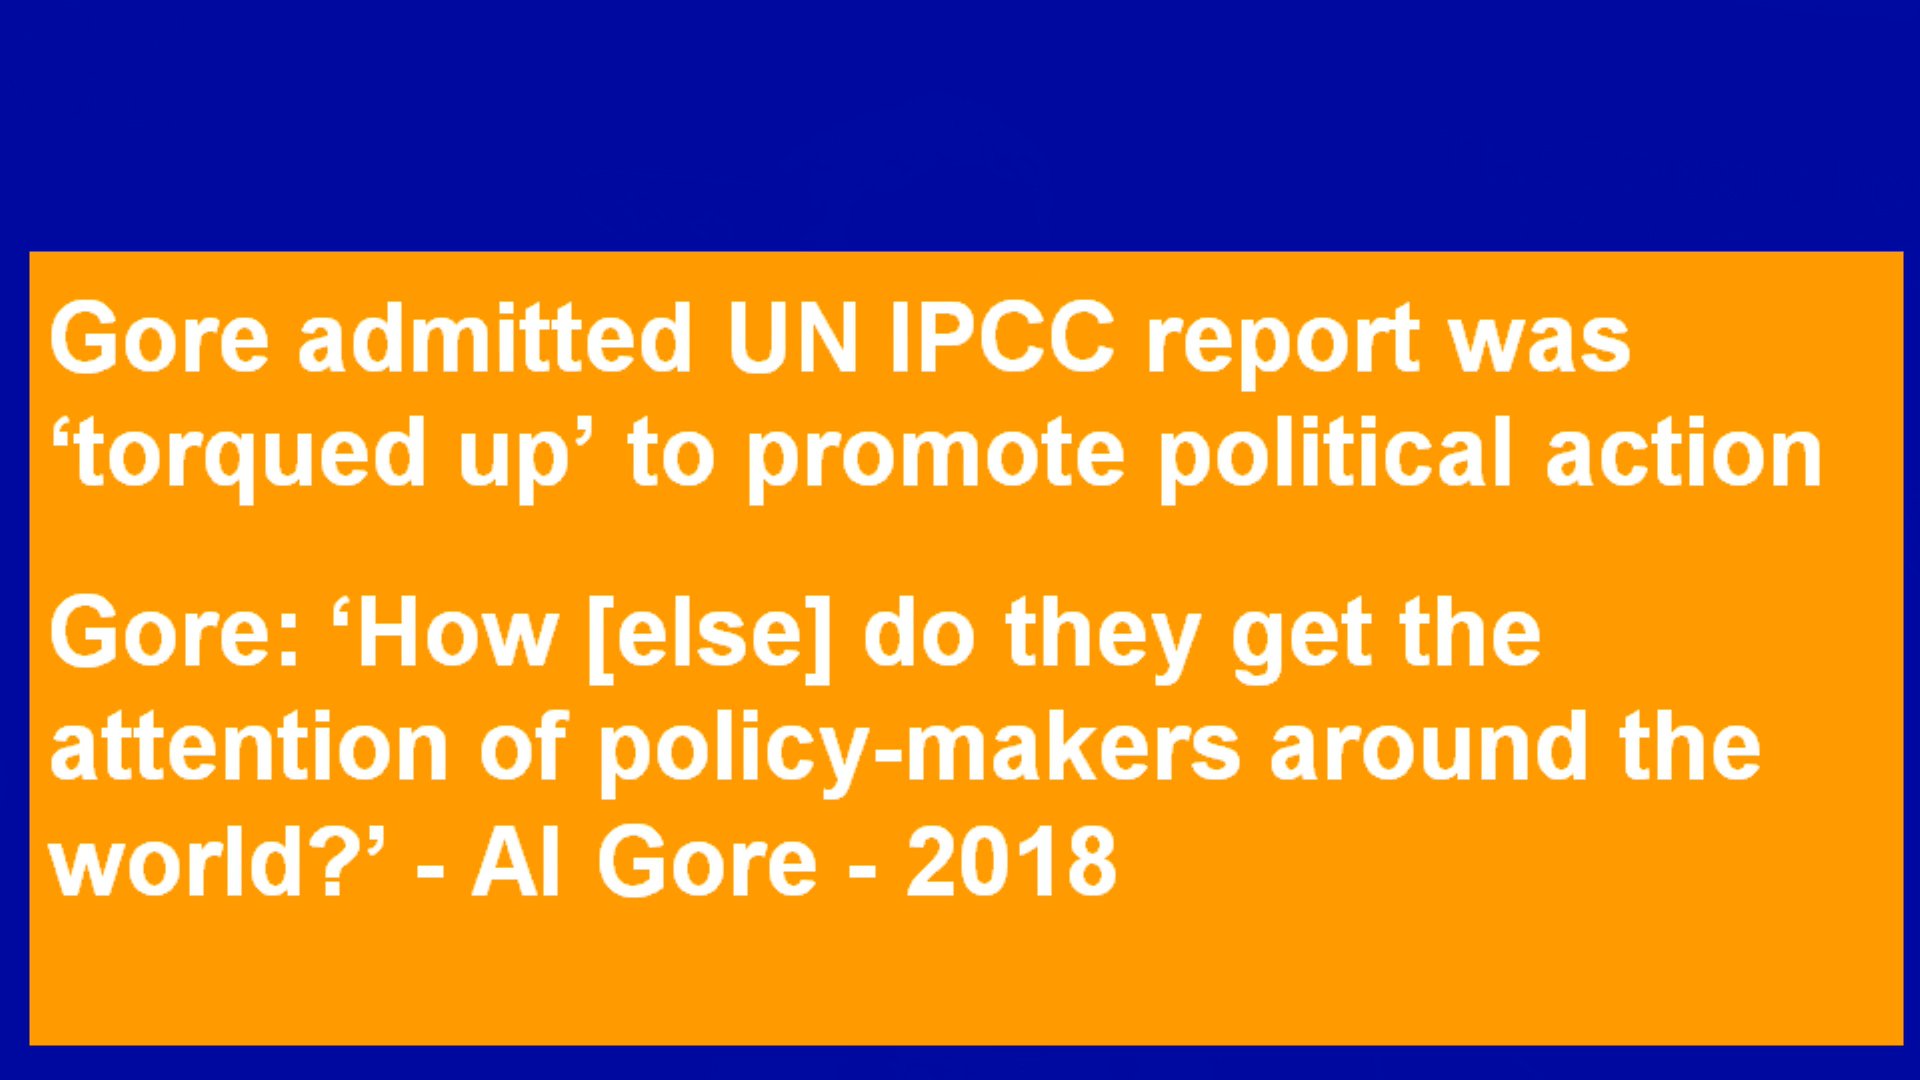 Gore admitted UN IPCC report was
‘torqued up’ to promote political action
Gore: ‘How [else] do they get the
attention of policy-makers around the
world?’ - Al Gore - 2018